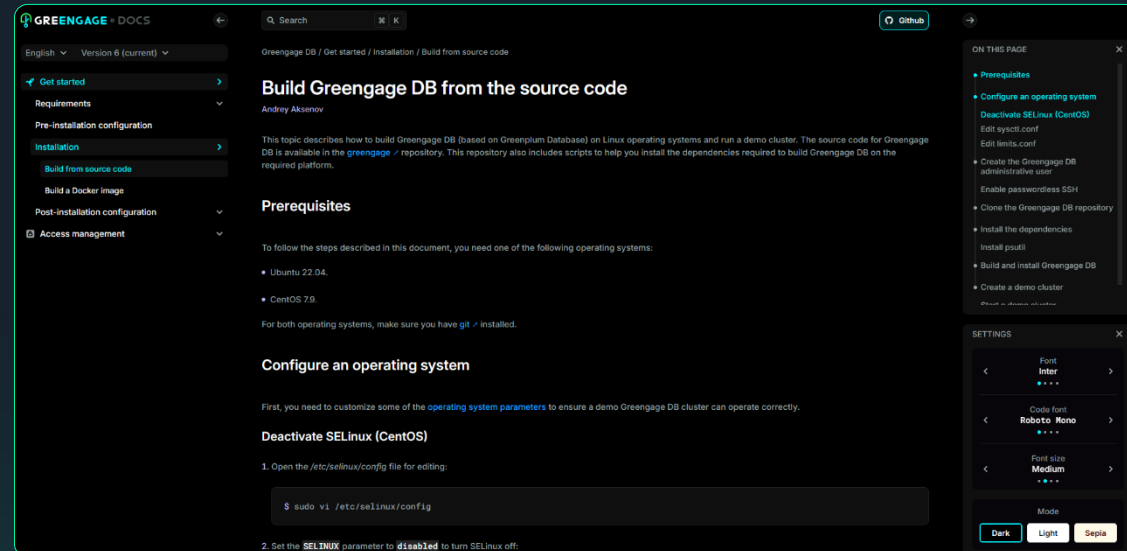 GREENGAGE DOCS
English
Version 6 (current)
Get started
Requirements
Pre-installation configuration
Installation
Build from source code
Build a Docker image
Post-installation configuration
Access management
Search
⌘ K
Github
Greengage DB / Get started / Installation / Build from source code
Build Greengage DB from the source code
Andrey Aksenov
This topic describes how to build Greengage DB (based on Greenplum Database) on Linux operating systems and run a demo cluster. The source code for Greengage
DB is available in the greengage ↗ repository. This repository also includes scripts to help you install the dependencies required to build Greengage DB on the
required platform.
Prerequisites
To follow the steps described in this document, you need one of the following operating systems:
• Ubuntu 22.04.
• CentOS 7.9.
For both operating systems, make sure you have git ↗ installed.
Configure an operating system
First, you need to customize some of the operating system parameters to ensure a demo Greengage DB cluster can operate correctly.
Deactivate SELinux (CentOS)
1. Open the /etc/selinux/config file for editing:
$ sudo vi /etc/selinux/config
2. Set the SELINUX parameter to disabled to turn SELinux off:
ON THIS PAGE
Prerequisites
Configure an operating system
Deactivate SELinux (CentOS)
Edit sysctl.conf
Edit limits.conf
Create the Greengage DB
administrative user
Enable passwordless SSH
Clone the Greengage DB repository
Install the dependencies
Install psutil
Build and install Greengage DB
Create a demo cluster
Start a demo cluster
SETTINGS
Font
Inter
Code font
Roboto Mono
Font size
Medium
Mode
Dark
Light
Sepia